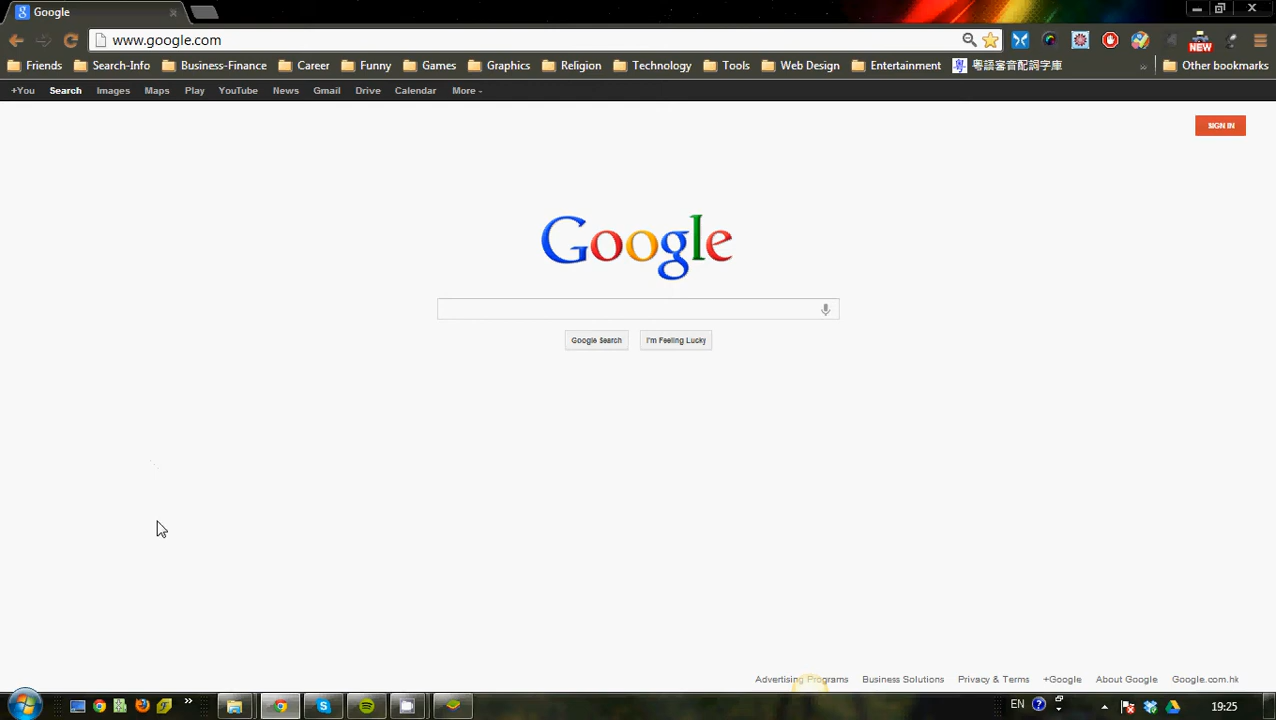 Google
www.google.com
Friends Search-Info Business-Finance Career Funny Games Graphics Religion Technology Tools Web Design Entertainment 粵 粵語審音配詞字庫 » Other bookmarks
NEW
+You Search Images Maps Play YouTube News Gmail Drive Calendar More
SIGN IN
Google
Google Search I'm Feeling Lucky
Advertising Programs Business Solutions Privacy & Terms +Google About Google Google.com.hk
EN 19:25